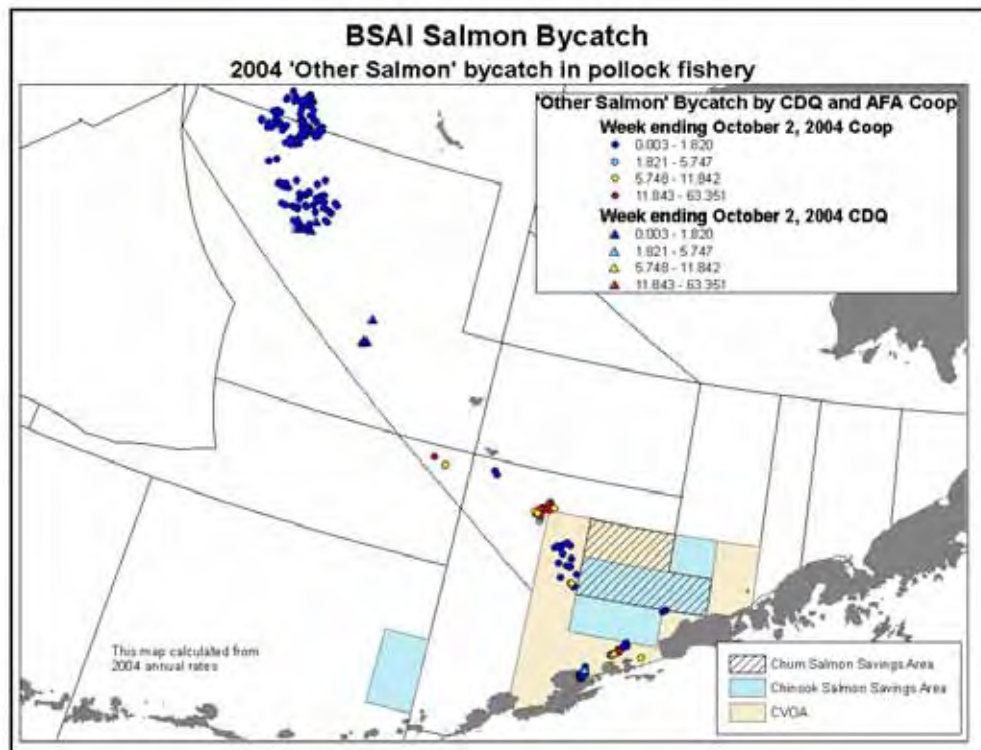 BSAI Salmon Bycatch
2004 'Other Salmon' bycatch in pollock fishery
'Other Salmon' Bycatch by CDQ and AFA Coop
Week ending October 2, 2004 Coop
0.003 - 1.820
1.821 - 5.747
5.748 - 11.842
11.843 - 63.351
Week ending October 2, 2004 CDQ
0.003 - 1.820
1.821 - 5.747
5.748 - 11.842
11.843 - 63.351
This map calculated from
2004 annual rates
Chum Salmon Savings Area
Chinook Salmon Savings Area
CVOA